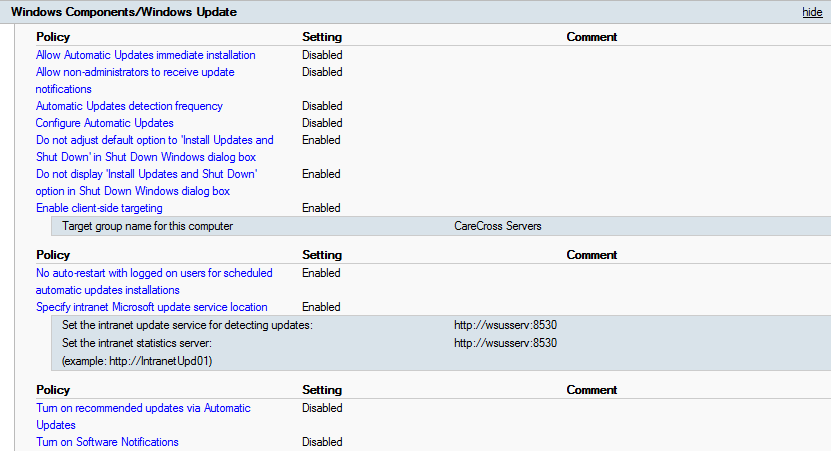 Windows Components/Windows Update hide
Policy Setting Comment
Allow Automatic Updates immediate installation Disabled
Allow non-administrators to receive update Disabled
notifications
Automatic Updates detection frequency Disabled
Configure Automatic Updates Disabled
Do not adjust default option to 'Install Updates and Enabled
Shut Down' in Shut Down Windows dialog box
Do not display 'Install Updates and Shut Down' Enabled
option in Shut Down Windows dialog box
Enable client-side targeting Enabled
Target group name for this computer CareCross Servers
Policy Setting Comment
No auto-restart with logged on users for scheduled Enabled
automatic updates installations
Specify intranet Microsoft update service location Enabled
Set the intranet update service for detecting updates: http://wsusserv:8530
Set the intranet statistics server: http://wsusserv:8530
(example: http://IntranetUpd01)
Policy Setting Comment
Turn on recommended updates via Automatic Disabled
Updates
Turn on Software Notifications Disabled